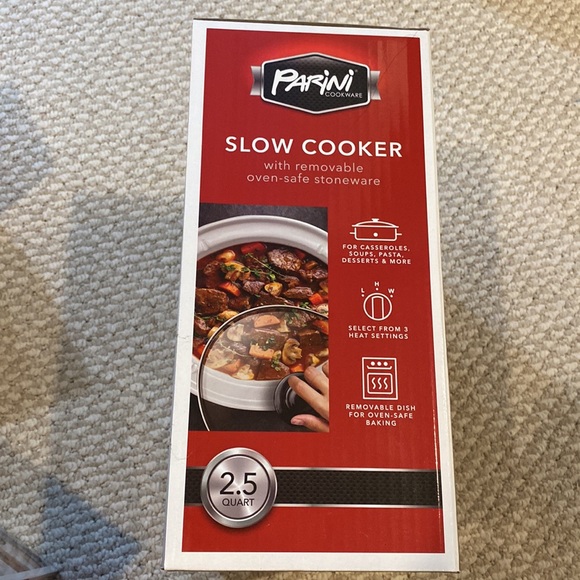 PARINI
COOKWARE
SLOW COOKER
with removable
oven-safe stoneware
FOR CASSEROLES,
SOUPS, PASTA,
DESSERTS & MORE
L H W
SELECT FROM 3
HEAT SETTINGS
REMOVABLE DISH
FOR OVEN-SAFE
BAKING
2.5
QUART